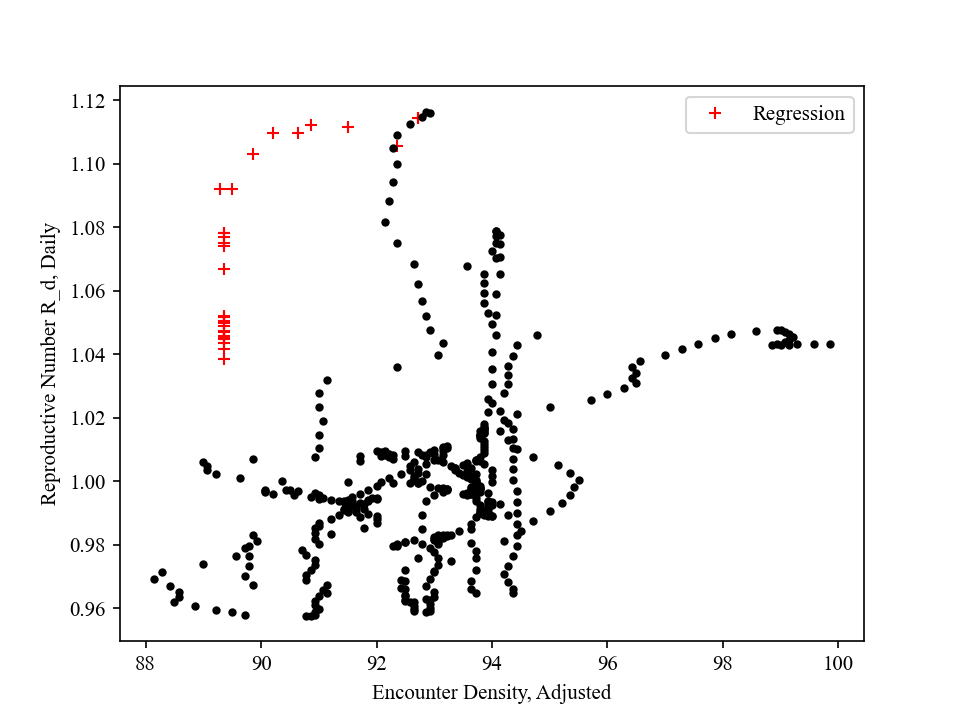 Regression
Reproductive Number R_d, Daily
1.12
1.10
1.08
1.06
1.04
1.02
1.00
0.98
0.96
88 90 92 94 96 98 100
Encounter Density, Adjusted